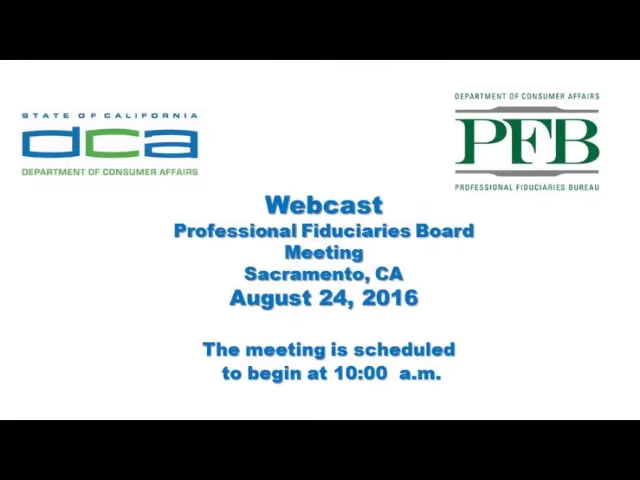 STATE OF CALIFORNIA
dca
DEPARTMENT OF CONSUMER AFFAIRS
DEPARTMENT OF CONSUMER AFFAIRS
PFB
PROFESSIONAL FIDUCIARIES BUREAU
Webcast
Professional Fiduciaries Board
Meeting
Sacramento, CA
August 24, 2016
The meeting is scheduled
to begin at 10:00 a.m.